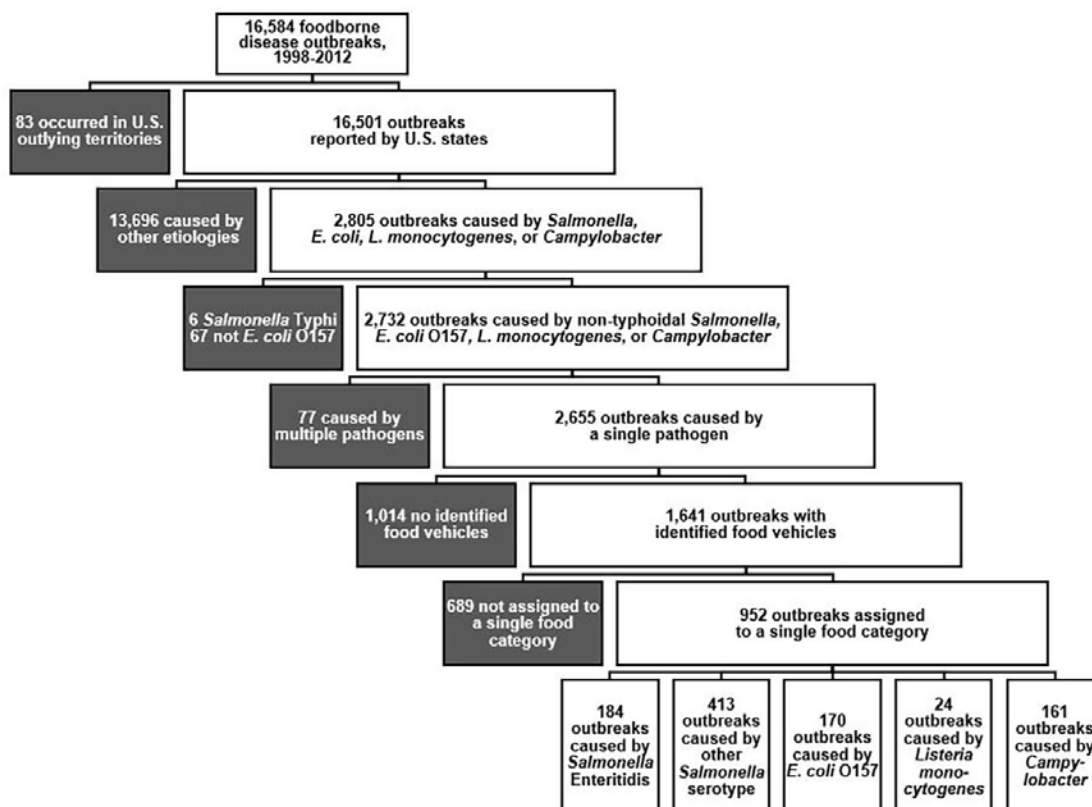 16,584 foodborne
disease outbreaks,
1998-2012
83 occurred in U.S.
outlying territories
16,501 outbreaks
reported by U.S. states
13,696 caused by
other etiologies
2,805 outbreaks caused by Salmonella,
E. coli, L. monocytogenes, or Campylobacter
6 Salmonella Typhi
67 not E. coli O157
2,732 outbreaks caused by non-typhoidal Salmonella,
E. coli O157, L. monocytogenes, or Campylobacter
77 caused by
multiple pathogens
2,655 outbreaks caused by
a single pathogen
1,014 no identified
food vehicles
1,641 outbreaks with
identified food vehicles
689 not assigned to
a single food
category
952 outbreaks assigned
to a single food category
184
outbreaks
caused by
Salmonella
Enteritidis
413
outbreaks
caused by
other
Salmonella
serotype
170
outbreaks
caused by
E. coli O157
24
outbreaks
caused by
Listeria
mono-
cytogenes
161
outbreaks
caused by
Campy-
lobacter